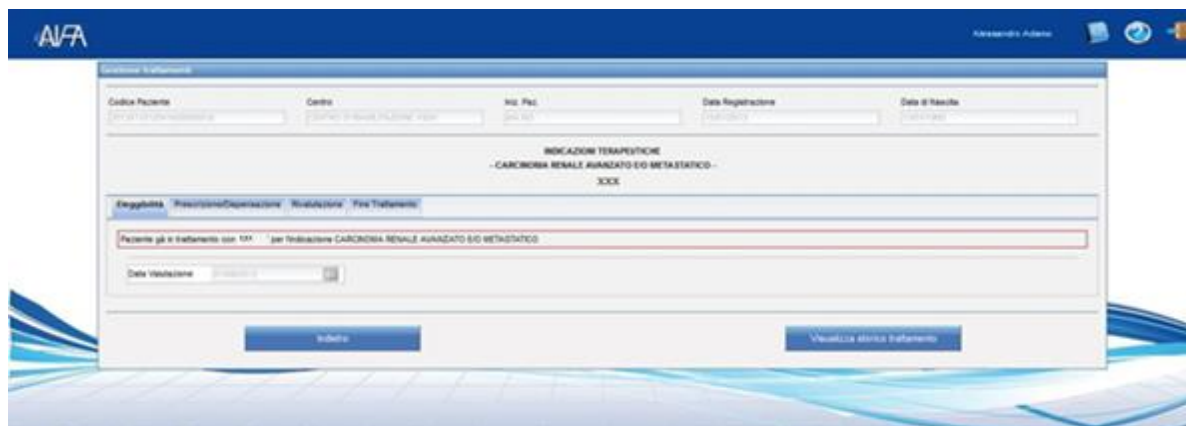 AIFA
Alessandro Adamo
Gestione trattamenti
Codice Paziente Centro Iniz. Paz. Data Registrazione Data di Nascita
INDICAZIONI TERAPEUTICHE
- CARCINOMA RENALE AVANZATO E/O METASTATICO -
XXX
Eleggibilità Prescrizione/Dispensazione Rivalutazione Fine Trattamento
Paziente già in trattamento con XXX per l'indicazione CARCINOMA RENALE AVANZATO E/O METASTATICO
Data Valutazione
Indietro Visualizza storico trattamento